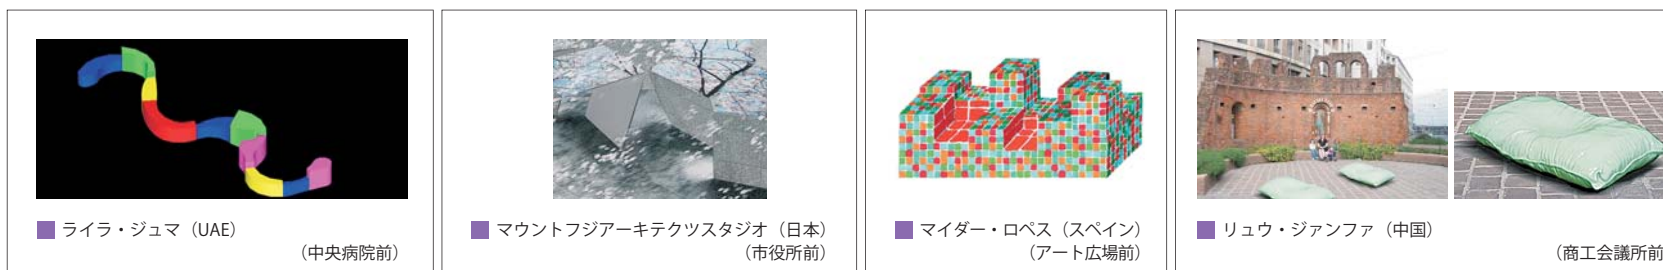 ライラ・ジュマ（UAE）
（中央病院前）
マウントフジアーキテクツスタジオ（日本）
（市役所前）
マイダー・ロペス（スペイン）
（アート広場前）
リュウ・ジァンファ（中国）
（商工会議所前